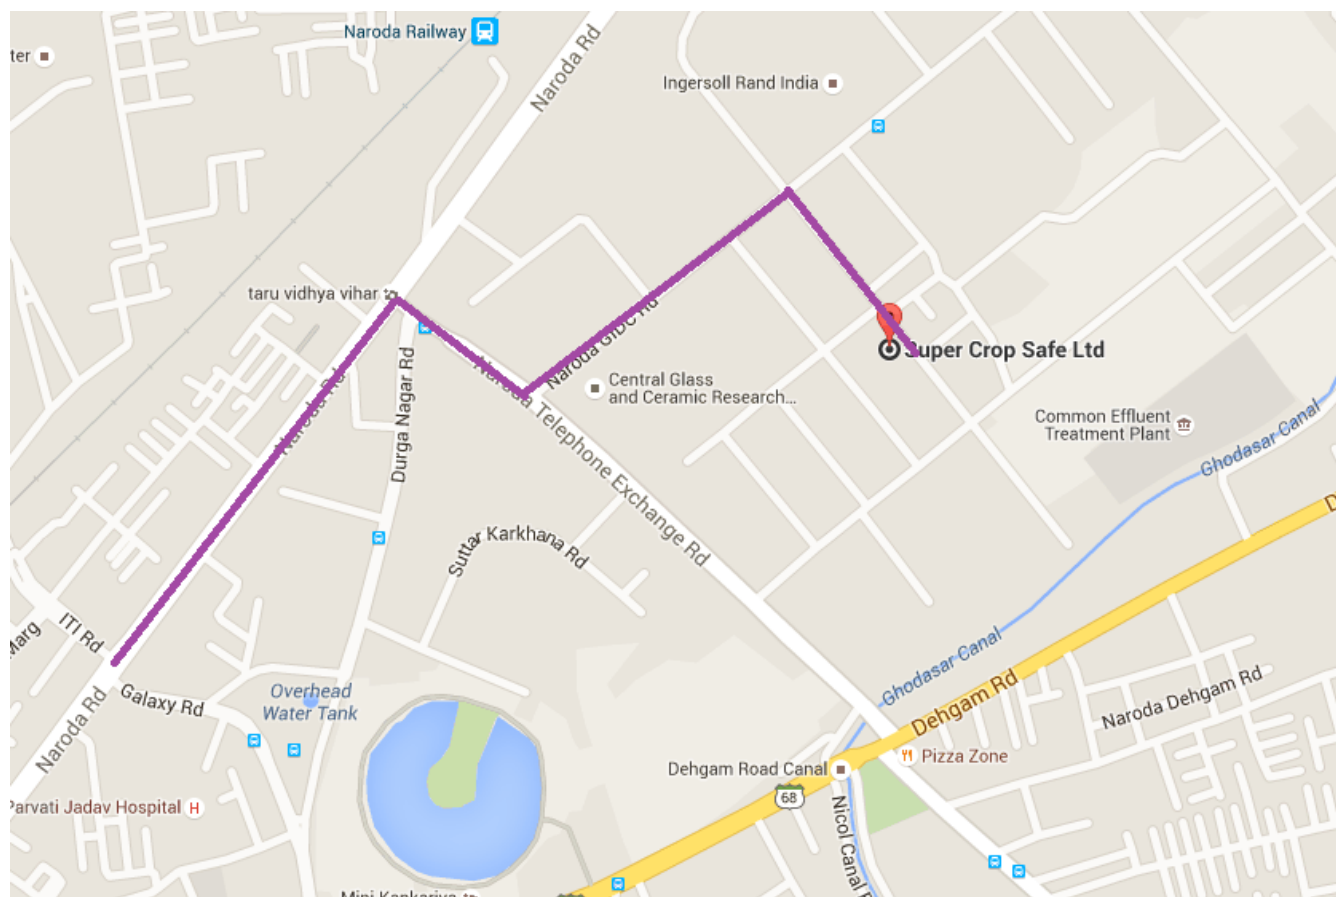 Naroda Railway
ter
Naroda Rd
Ingersoll Rand India
taru vidhya vihar
Naroda GIDC Rd
Super Crop Safe Ltd
Naroda Rd
Durga Nagar Rd
Naroda Telephone Exchange Rd
Central Glass
and Ceramic Research...
Common Effluent
Treatment Plant
Ghodasar Canal
D
Suttar Karkhana Rd
ITI Rd
Marg
Galaxy Rd
Naroda Rd
Overhead
Water Tank
Ghodasar Canal
Dehgam Rd
Naroda Dehgam Rd
Pizza Zone
Dehgam Road Canal
68
Nicol Canal R
Parvati Jadav Hospital H
Mini Kankariya